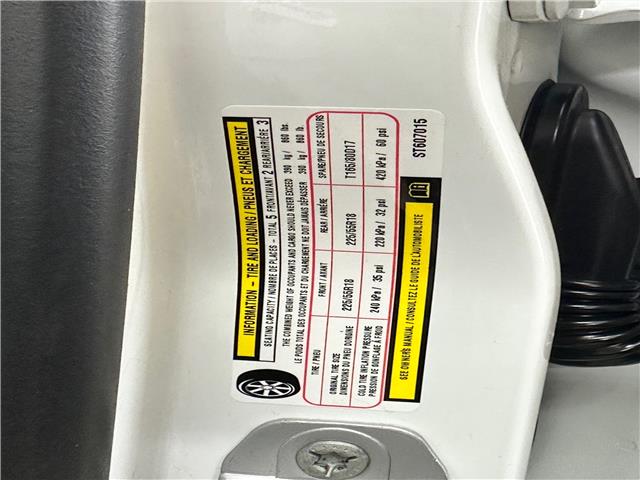 INFORMATION – TIRE AND LOADING / PNEUS ET CHARGEMENT
SEATING CAPACITY / NOMBRE DE PLACES – TOTAL 5 FRONT/AVANT 2 REAR/ARRIÈRE 3
THE COMBINED WEIGHT OF OCCUPANTS AND CARGO SHOULD NEVER EXCEED 390 kg / 860 lbs.
LE POIDS TOTAL DES OCCUPANTS ET DU CHARGEMENT NE DOIT JAMAIS DÉPASSER 390 kg / 860 lb.
TIRE / PNEU FRONT / AVANT REAR / ARRIÈRE SPARE/PNEU DE SECOURS
ORIGINAL TIRE SIZE
DIMENSIONS DU PNEU D'ORIGINE 225/55R18 225/55R18 T165/80D17
COLD TIRE INFLATION PRESSURE
PRESSION DE GONFLAGE À FROID 240 kPa / 35 psi 220 kPa / 32 psi 420 kPa / 60 psi
SEE OWNERS MANUAL / CONSULTEZ LE GUIDE DE L'AUTOMOBILISTE
ST607015